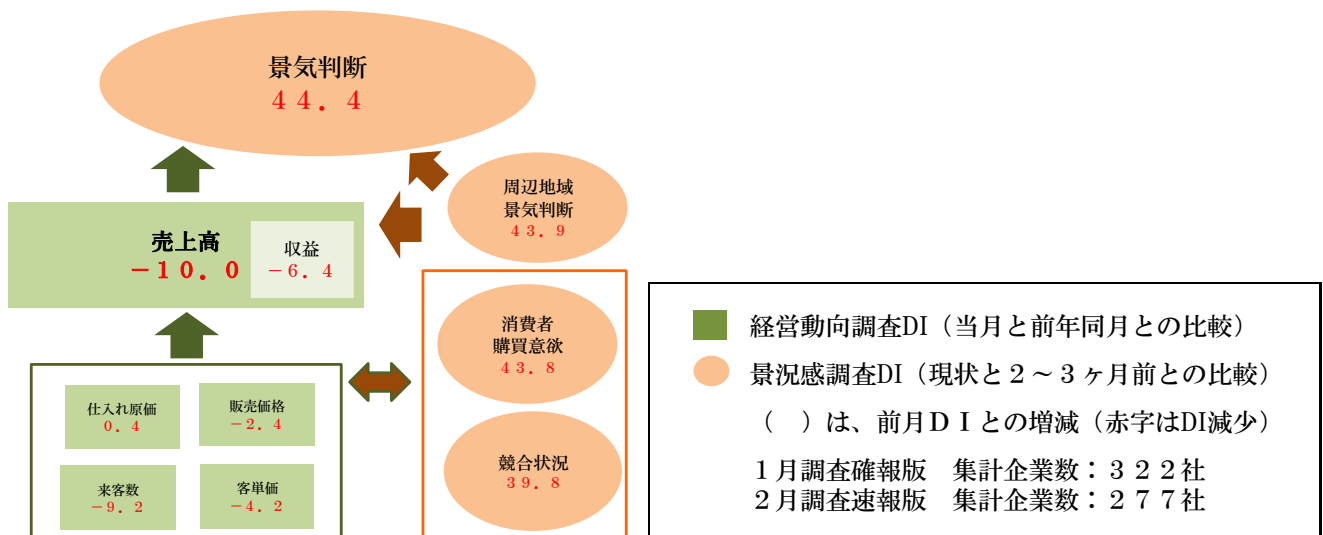 景気判断
４４．４
周辺地域
景気判断
４３．９
売上高
－１０．０
収益
－６．４
消費者
購買意欲
４３．８
競合状況
３９．８
仕入れ原価
０．４
販売価格
－２．４
来客数
－９．２
客単価
－４．２
経営動向調査DI（当月と前年同月との比較）
景況感調査DI（現状と２～３ヶ月前との比較）
（　）は、前月ＤＩとの増減（赤字はDI減少）
１月調査確報版　集計企業数：３２２社
２月調査速報版　集計企業数：２７７社